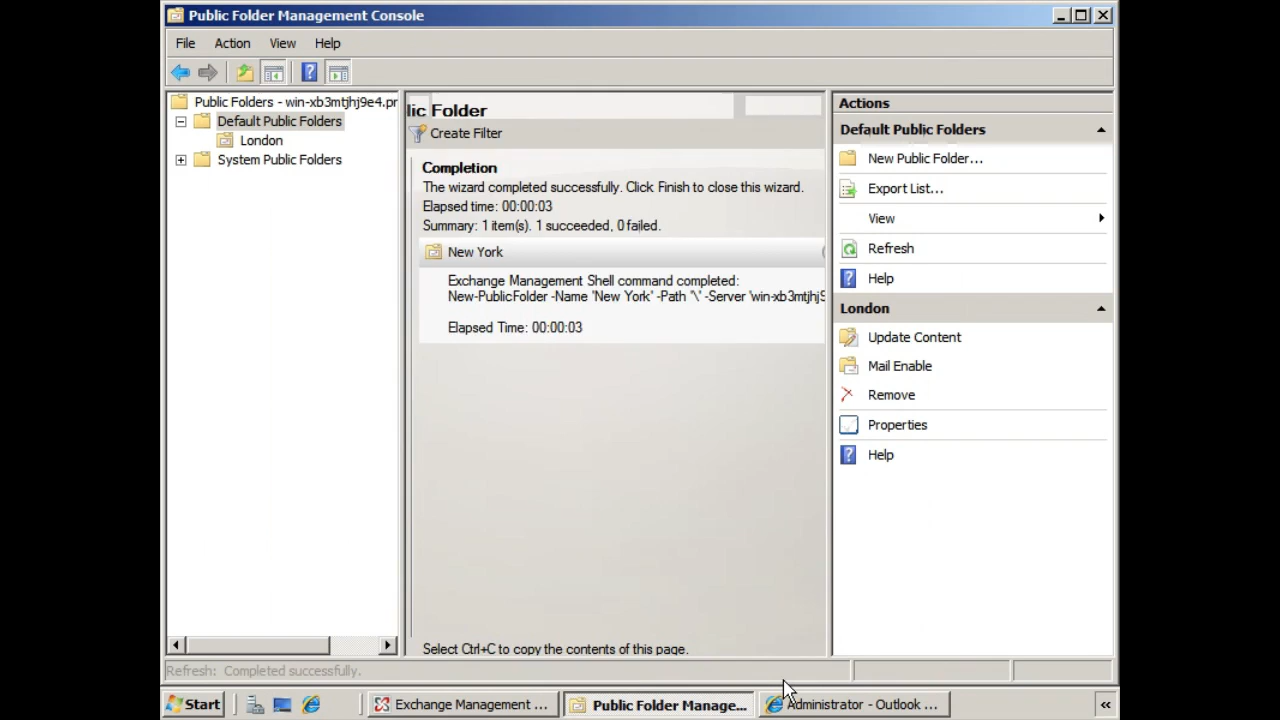 Public Folder Management Console
File Action View Help
Public Folders - win-xb3mtjhj9e4.pr
Default Public Folders
London
System Public Folders
lic Folder
Create Filter
Completion
The wizard completed successfully. Click Finish to close this wizard.
Elapsed time: 00:00:03
Summary: 1 item(s). 1 succeeded, 0 failed.
New York
Exchange Management Shell command completed:
New-PublicFolder -Name 'New York' -Path '\' -Server 'win-xb3mtjhj9
Elapsed Time: 00:00:03
Select Ctrl+C to copy the contents of this page.
Actions
Default Public Folders
New Public Folder...
Export List...
View
Refresh
Help
London
Update Content
Mail Enable
Remove
Properties
Help
Refresh: Completed successfully.
Start
Exchange Management ...
Public Folder Manage...
Administrator - Outlook ...
«